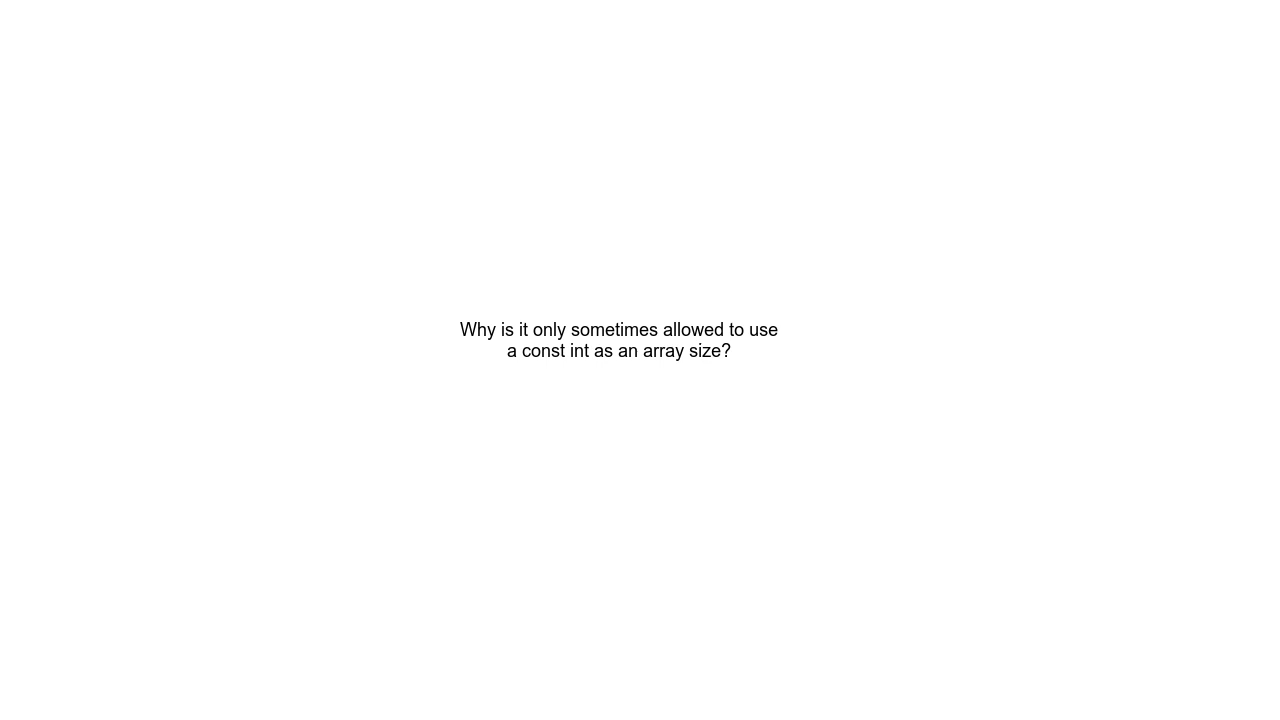 Why is it only sometimes allowed to use
a const int as an array size?